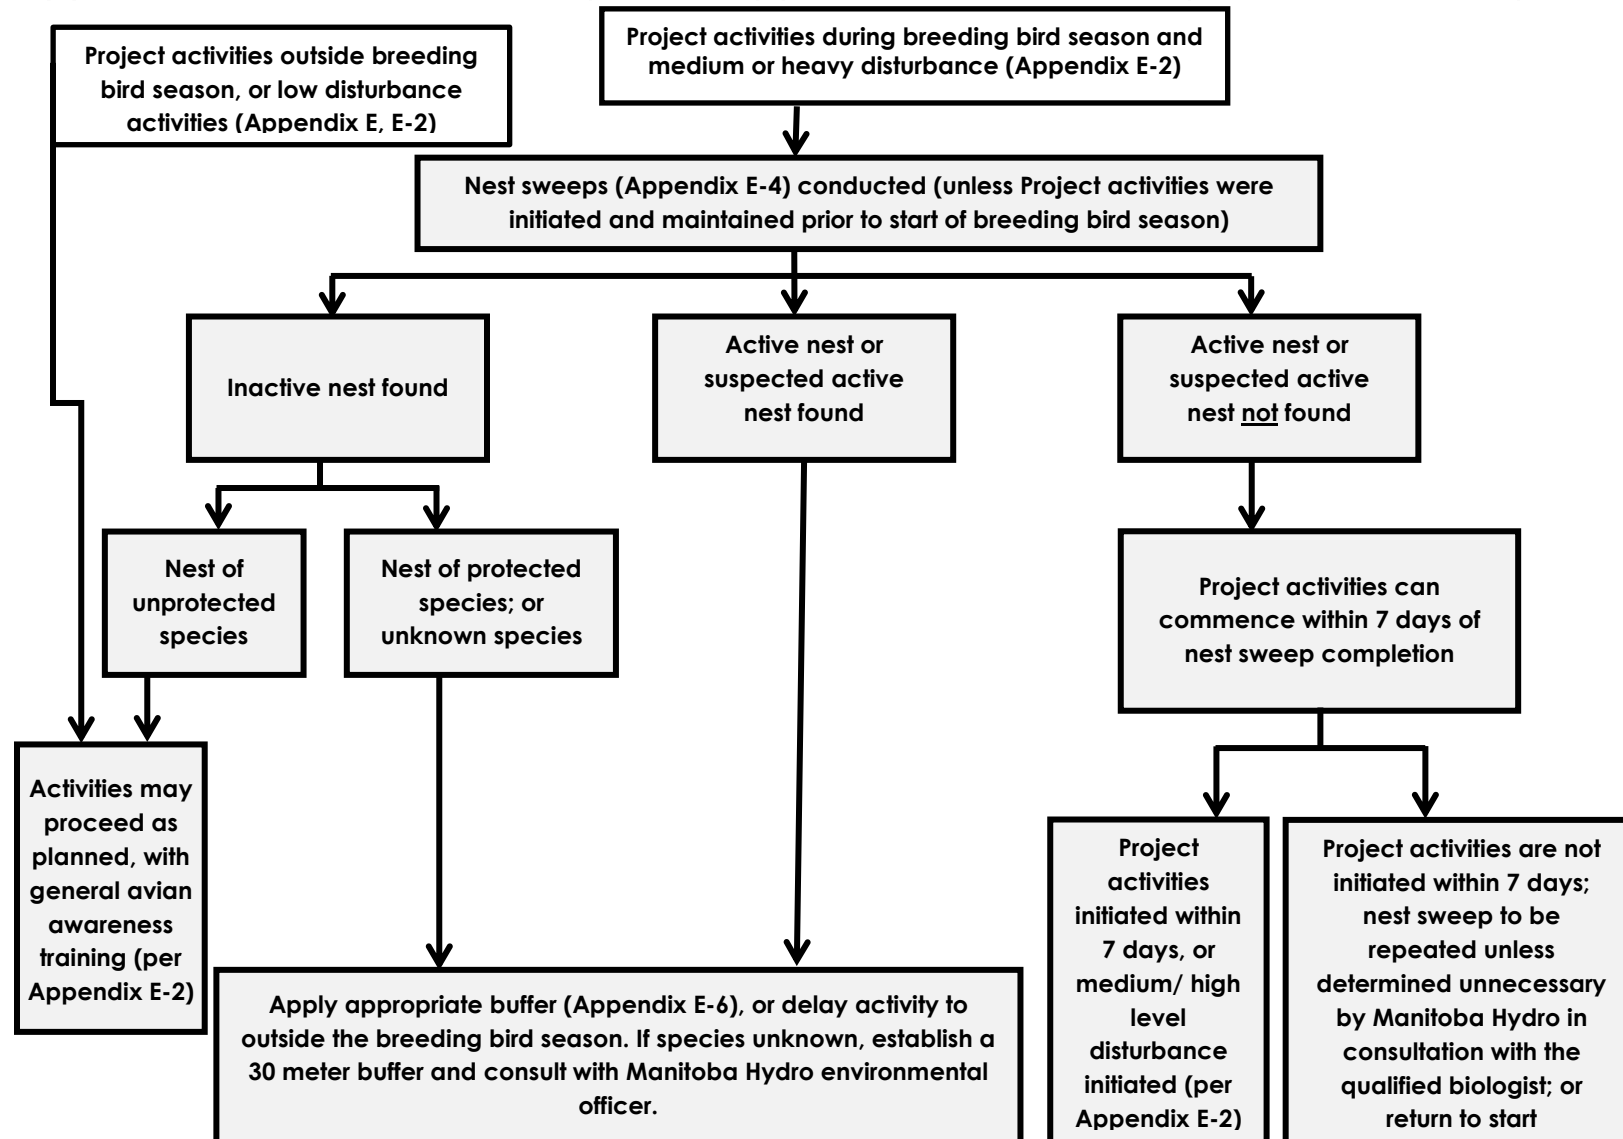 Project activities outside breeding
bird season, or low disturbance
activities (Appendix E, E-2)
Project activities during breeding bird season and
medium or heavy disturbance (Appendix E-2)
Nest sweeps (Appendix E-4) conducted (unless Project activities were
initiated and maintained prior to start of breeding bird season)
Inactive nest found
Active nest or
suspected active
nest found
Active nest or
suspected active
nest not found
Nest of
unprotected
species
Nest of protected
species; or
unknown species
Project activities can
commence within 7 days of
nest sweep completion
Activities may
proceed as
planned, with
general avian
awareness
training (per
Appendix E-2)
Apply appropriate buffer (Appendix E-6), or delay activity to
outside the breeding bird season. If species unknown, establish a
30 meter buffer and consult with Manitoba Hydro environmental
officer.
Project
activities
initiated within
7 days, or
medium/ high
level
disturbance
initiated (per
Appendix E-2)
Project activities are not
initiated within 7 days;
nest sweep to be
repeated unless
determined unnecessary
by Manitoba Hydro in
consultation with the
qualified biologist; or
return to start